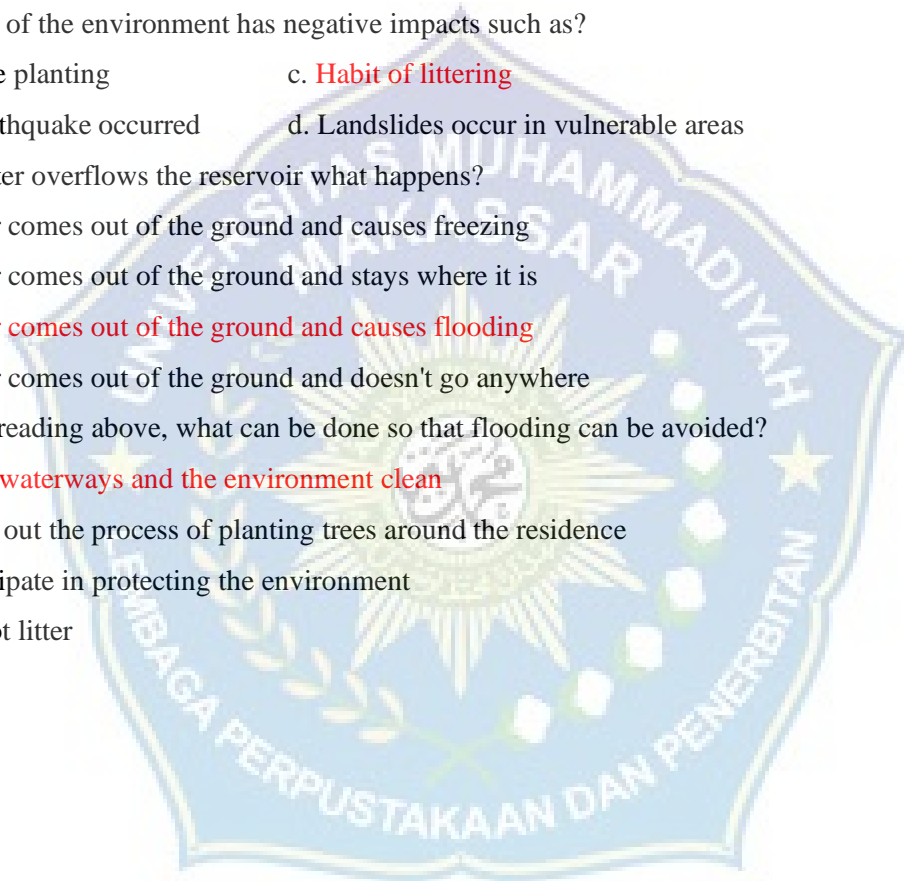 of the environment has negative impacts such as?
planting c. Habit of littering
occurred d. Landslides occur in vulnerable areas
overflows the reservoir what happens?
comes out of the ground and causes freezing
comes out of the ground and stays where it is
comes out of the ground and causes flooding
comes out of the ground and doesn't go anywhere
reading above, what can be done so that flooding can be avoided?
waterways and the environment clean
out the process of planting trees around the residence
in protecting the environment
litter
UNIVERSITAS MUHAMMADIYAH
MAKASSAR
LEMBAGA PERPUSTAKAAN DAN PENERBITAN